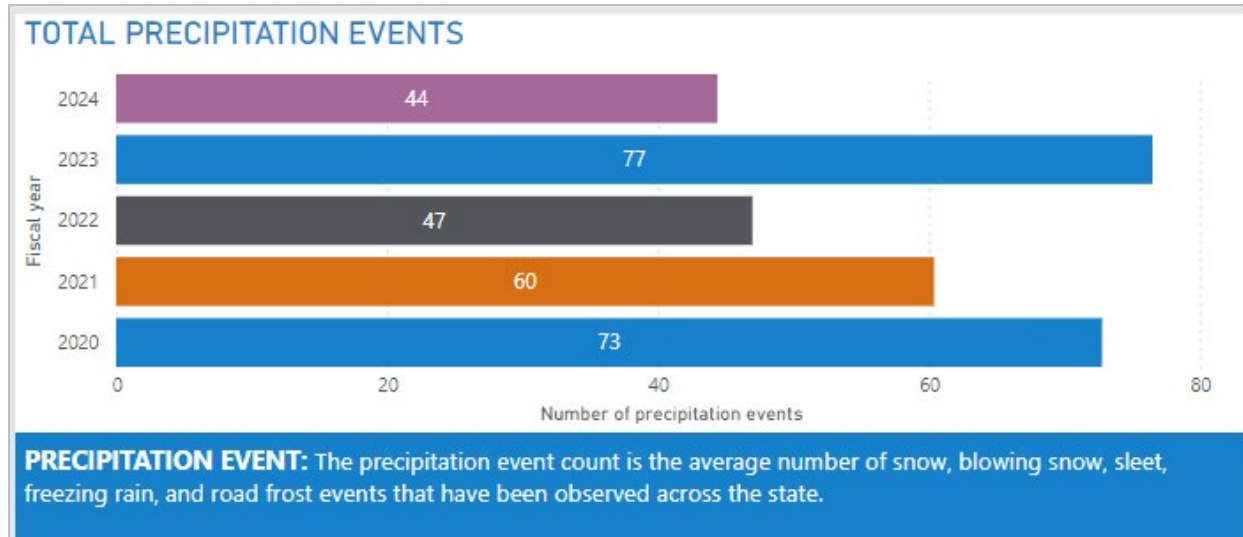 TOTAL PRECIPITATION EVENTS
Fiscal year
2024
44
2023
77
2022
47
2021
60
2020
73
0 20 40 60 80
Number of precipitation events
PRECIPITATION EVENT: The precipitation event count is the average number of snow, blowing snow, sleet,
freezing rain, and road frost events that have been observed across the state.